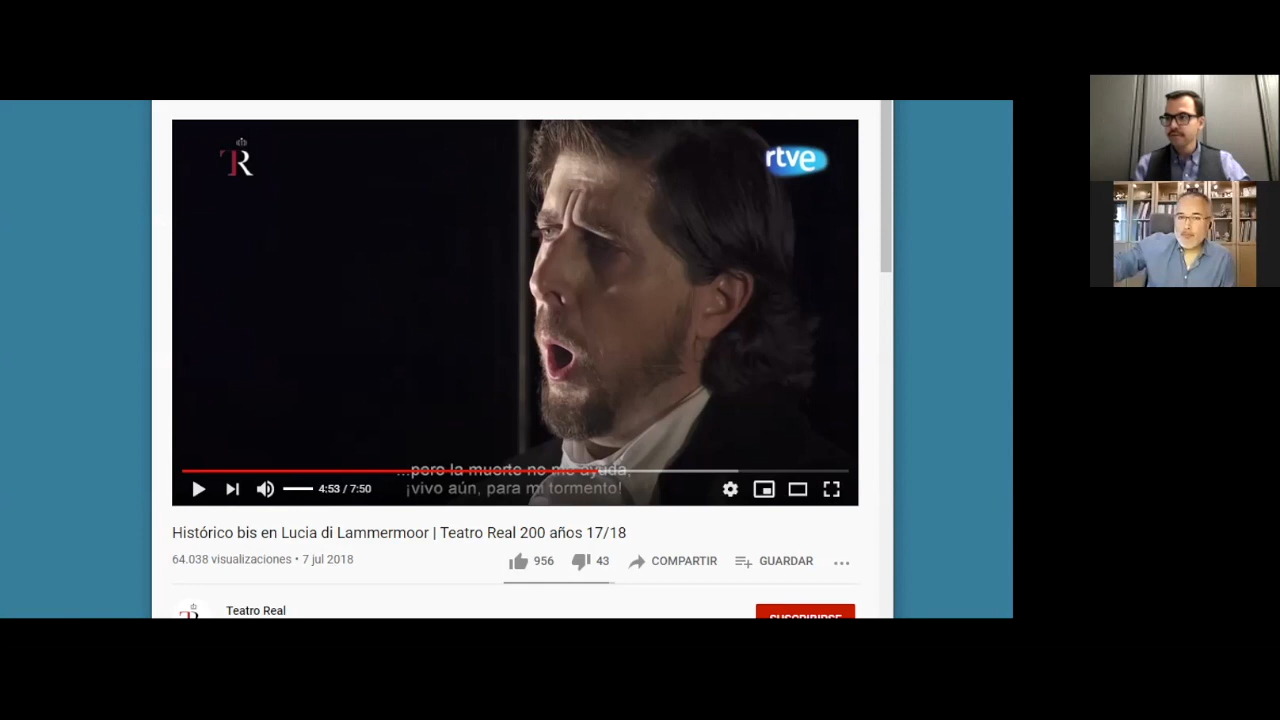 TR
rtve
...pero la muerte no me ayuda,
¡vivo aún, para mi tormento!
4:53 / 7:50
Histórico bis en Lucia di Lammermoor | Teatro Real 200 años 17/18
64.038 visualizaciones • 7 jul 2018
956
43
COMPARTIR
GUARDAR
Teatro Real
SUSCRIBIRSE